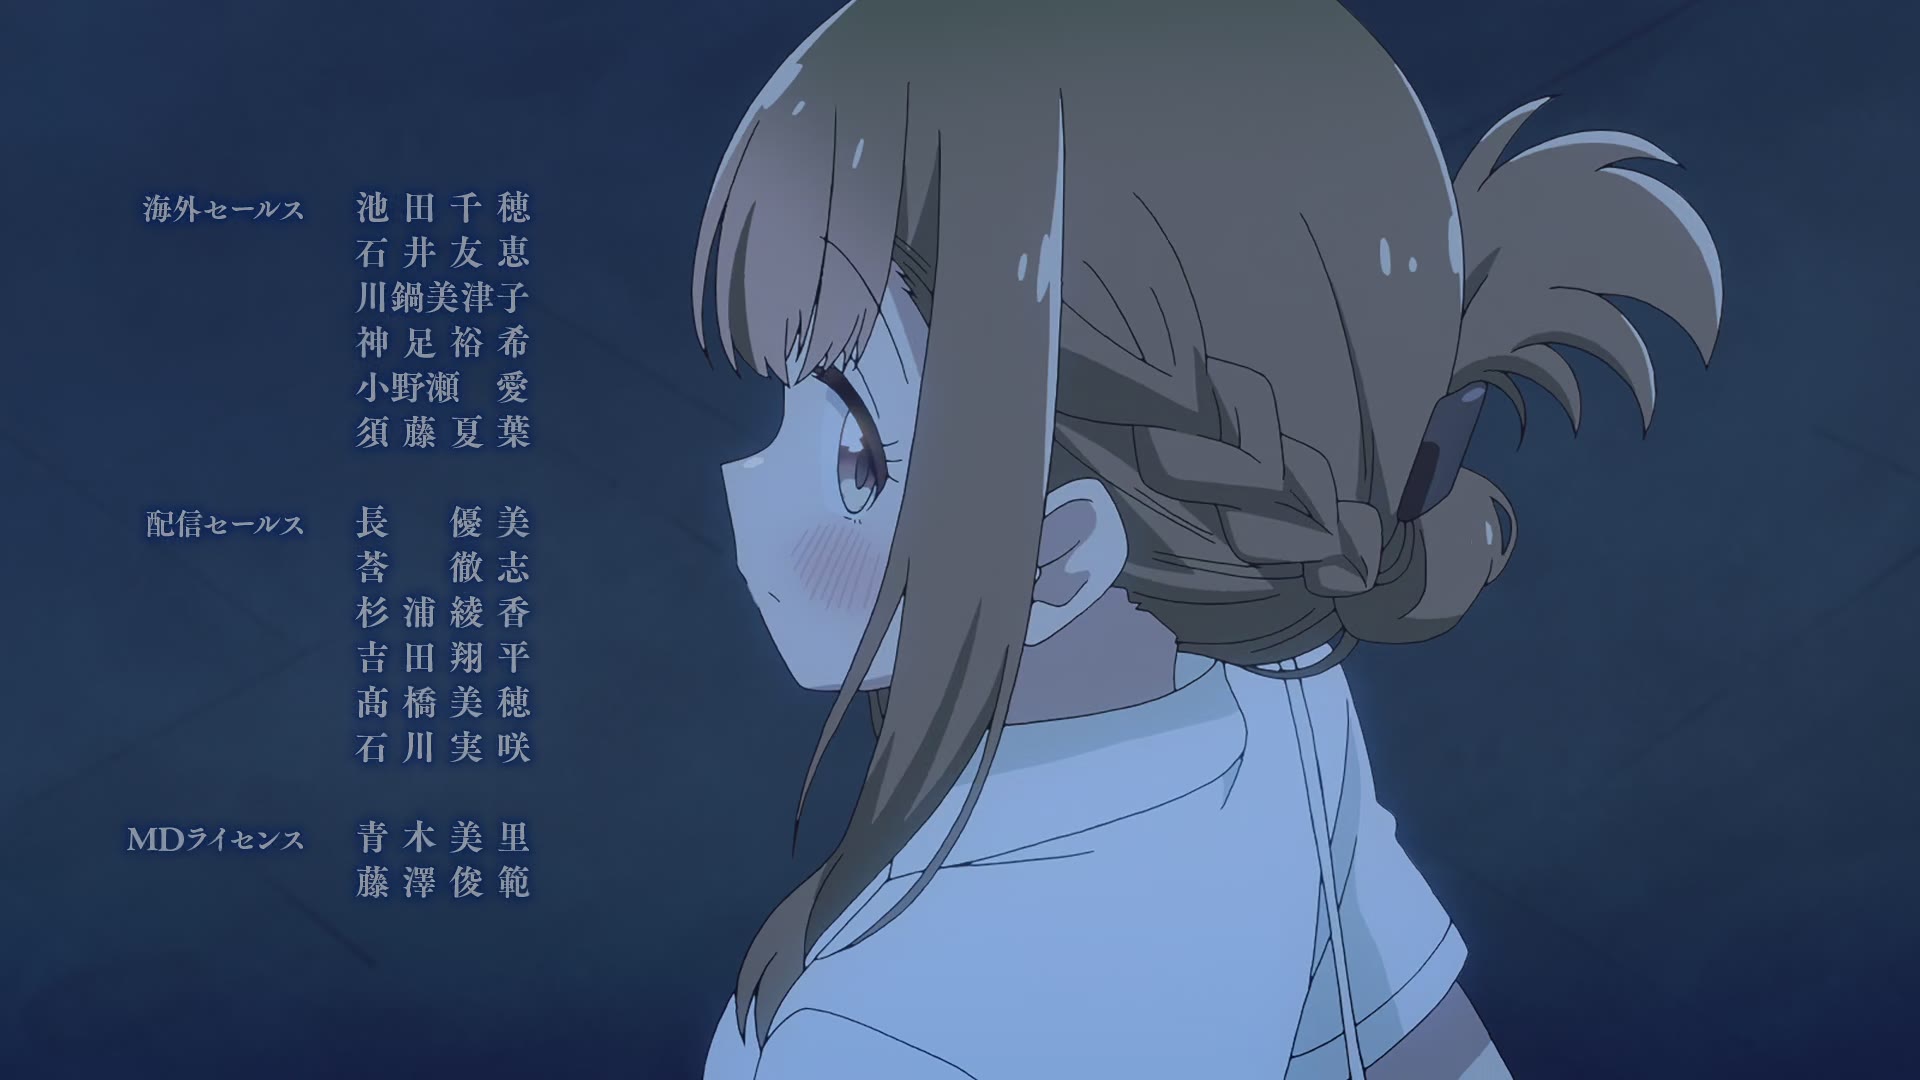 海外セールス 池田千穂
石井友恵
川鍋美津子
神足裕希
小野瀬 愛
須藤夏葉
配信セールス 長 優美
荅 徹志
杉浦綾香
吉田翔平
髙橋美穂
石川実咲
MDライセンス 青木美里
藤澤俊範